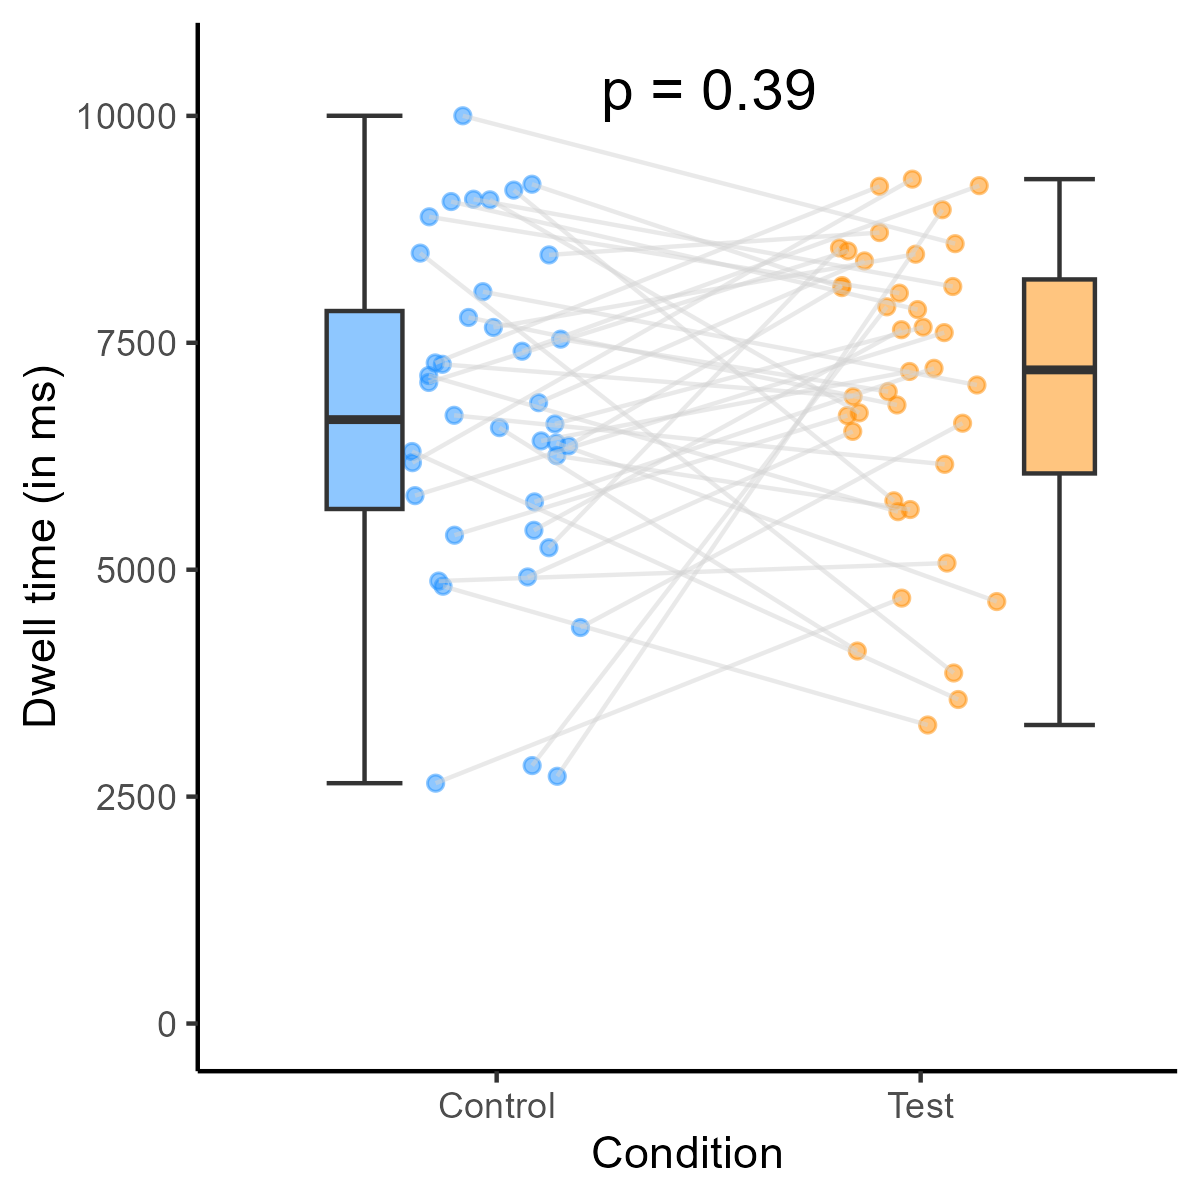 p = 0.39
10000
7500
5000
2500
0
Dwell time (in ms)
Control
Test
Condition